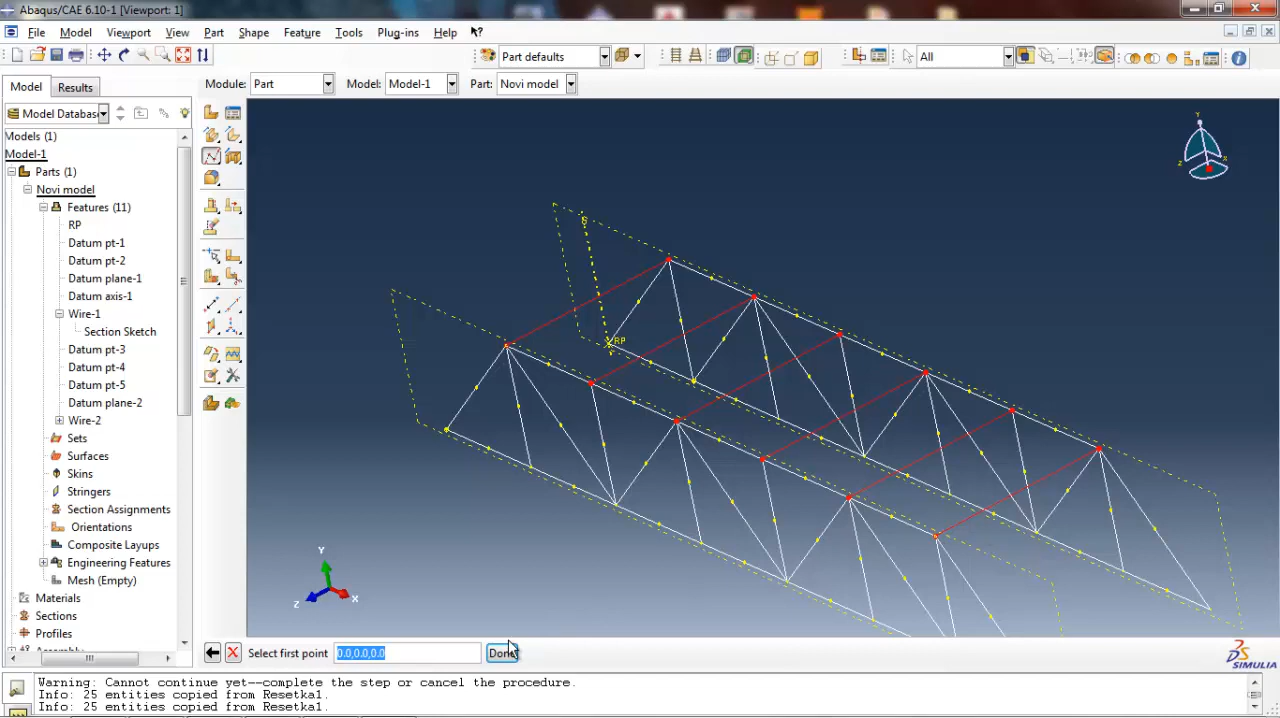 Abaqus/CAE 6.10-1 [Viewport: 1]
File Model Viewport View Part Shape Feature Tools Plug-ins Help
Part defaults
All
Model Results
Module: Part Model: Model-1 Part: Novi model
Model Databas
Models (1)
Model-1
Parts (1)
Novi model
Features (11)
RP
Datum pt-1
Datum pt-2
Datum plane-1
Datum axis-1
Wire-1
Section Sketch
Datum pt-3
Datum pt-4
Datum pt-5
Datum plane-2
Wire-2
Sets
Surfaces
Skins
Stringers
Section Assignments
Orientations
Composite Layups
Engineering Features
Mesh (Empty)
Materials
Sections
Profiles
RP
Y
X
Z
Y
Z
X
Select first point 0.0,0.0,0.0 Done
SIMULIA
Warning: Cannot continue yet--complete the step or cancel the procedure.
Info: 25 entities copied from Resetka1.
Info: 25 entities copied from Resetka1.